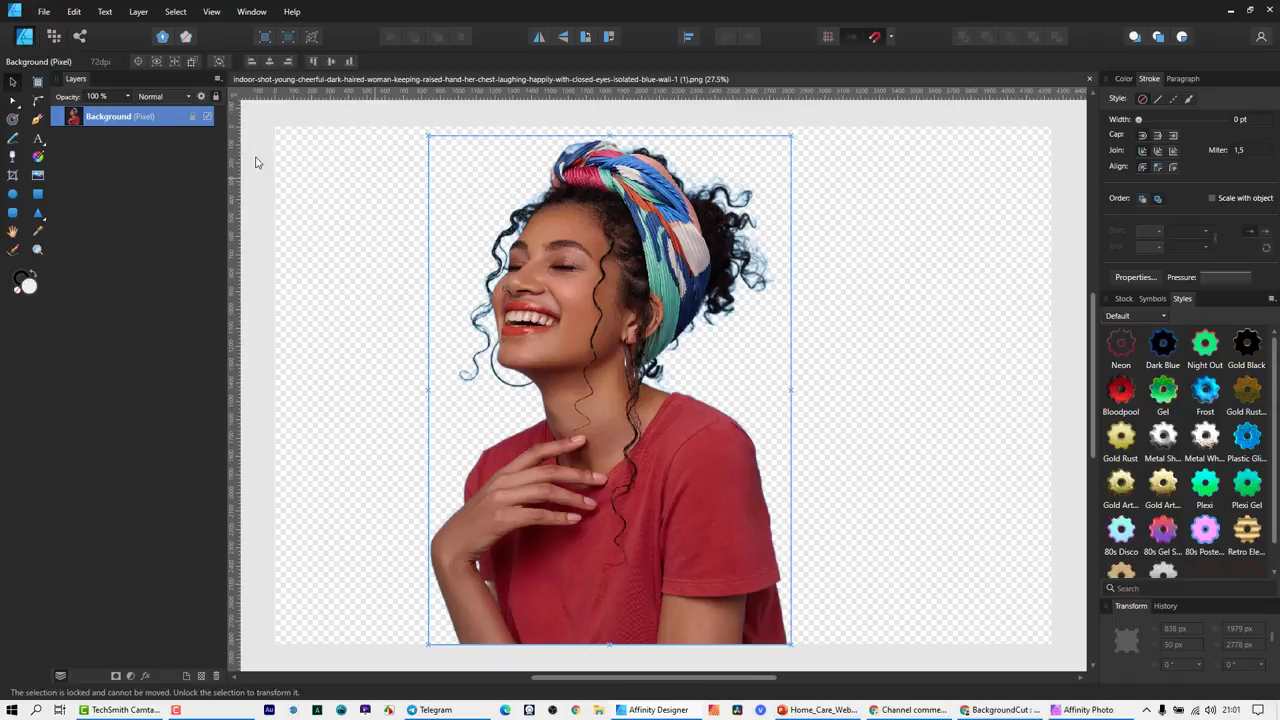 File Edit Text Layer Select View Window Help
Background (Pixel) 72dpi
Layers
indoor-shot-young-cheerful-dark-haired-woman-keeping-raised-hand-her-chest-laughing-happily-with-closed-eyes-isolated-blue-wall-1 (1).png (27.5%)
Color Stroke Paragraph
Opacity: 100 % Normal
Style:
Background (Pixel)
Width: 0 pt
Cap:
Join: Miter: 1,5
Align:
Order: Scale with object
Start:
End:
Properties... Pressure:
Stock Symbols Styles
Default
Neon Dark Blue Night Out Gold Black
Bloodpool Gel Frost Gold Rust...
Gold Rust Metal Sh... Metal Wh... Plastic Gli...
Gold Art... Gold Art... Plexi Plexi
80s Disco 80s Gel S... 80s Poste... Retro Ele...
Search
Transform History
X: 838 px W: 1979 px
Y: 50 px H: 2778 px
R: 0 ° S: 0 °
The selection is locked and cannot be moved. Unlock the selection to transform it.
TechSmith Camta... Telegram Affinity Designer Home_Care_Web... Channel comme... BackgroundCut : ... Affinity Photo 21:01